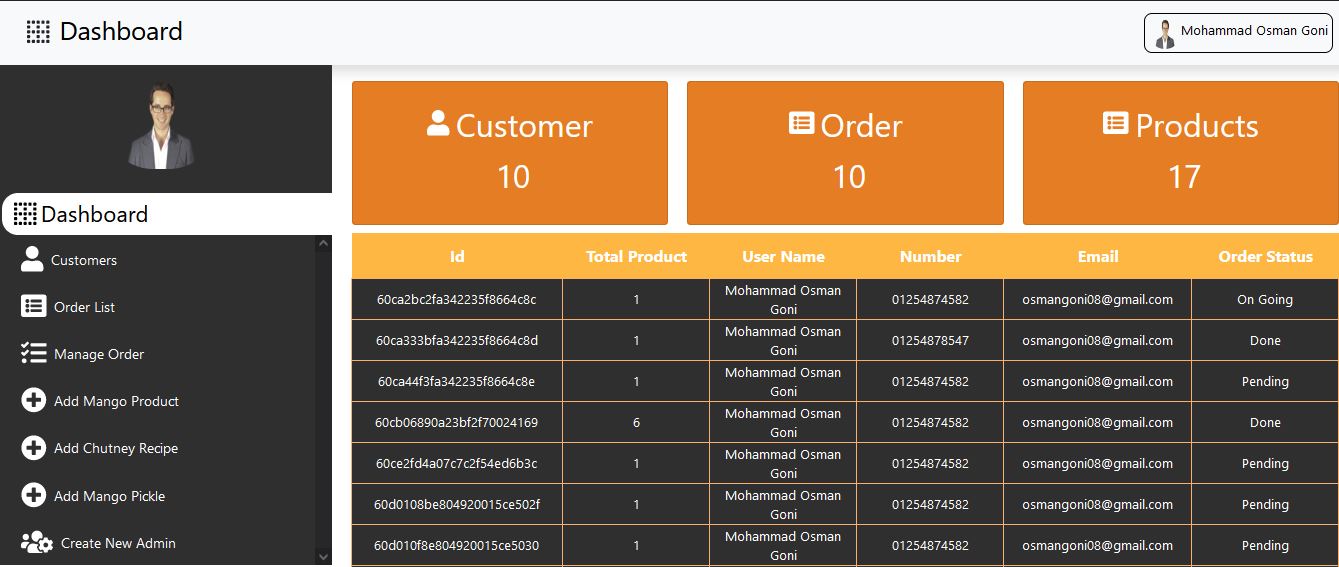 Dashboard
Mohammad Osman Goni
Dashboard
Customers
Order List
Manage Order
Add Mango Product
Add Chutney Recipe
Add Mango Pickle
Create New Admin
Customer
10
Order
10
Products
17
Id Total Product User Name Number Email Order Status
60ca2bc2fa342235f8664c8c 1 Mohammad Osman Goni 01254874582 osmangoni08@gmail.com On Going
60ca333bfa342235f8664c8d 1 Mohammad Osman Goni 01254878547 osmangoni08@gmail.com Done
60ca44f3fa342235f8664c8e 1 Mohammad Osman Goni 01254874582 osmangoni08@gmail.com Pending
60cb06890a23bf2f70024169 6 Mohammad Osman Goni 01254874582 osmangoni08@gmail.com Done
60ce2fd4a07c7c2f54ed6b3c 1 Mohammad Osman Goni 01254874582 osmangoni08@gmail.com Pending
60d0108be804920015ce502f 1 Mohammad Osman Goni 01254874582 osmangoni08@gmail.com Pending
60d010f8e804920015ce5030 1 Mohammad Osman Goni 01254874582 osmangoni08@gmail.com Pending